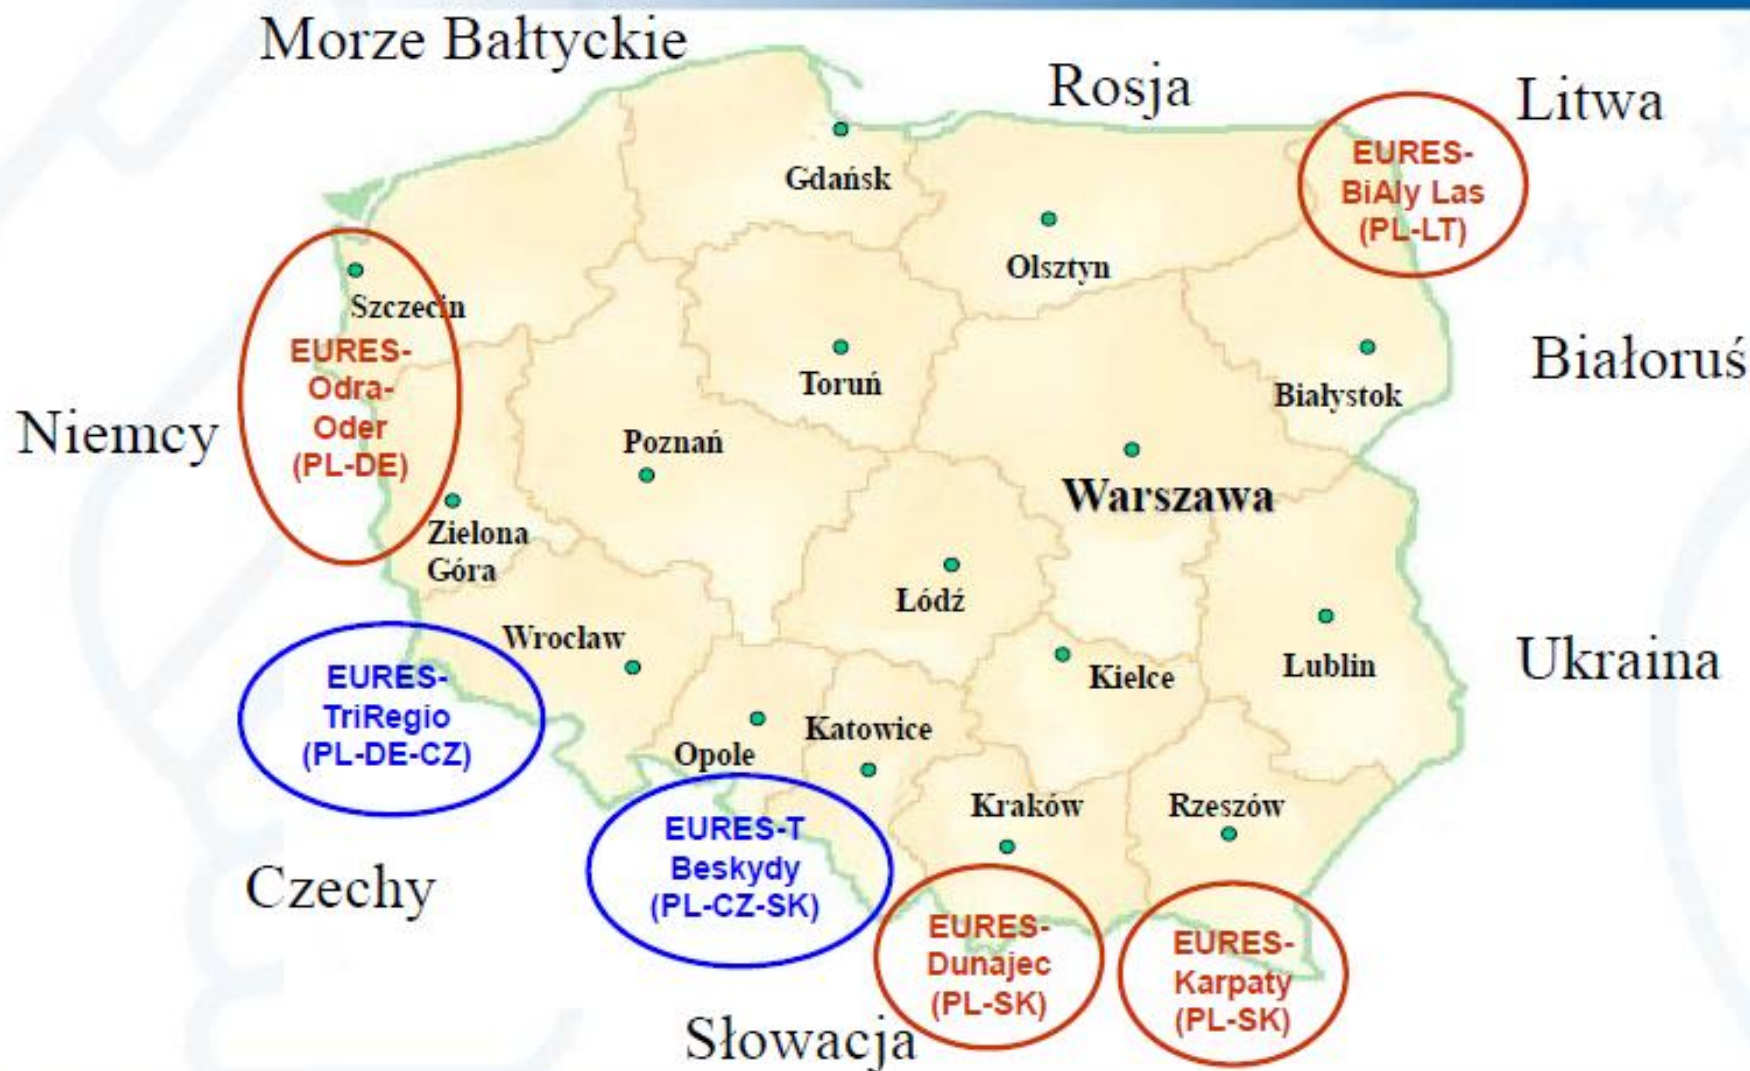 Morze Bałtyckie
Rosja
Litwa
EURES-
BiAly Las
(PL-LT)
Gdańsk
Olsztyn
Szczecin
EURES-
Odra-
Oder
(PL-DE)
Toruń
Białystok
Białoruś
Niemcy
Poznań
Warszawa
Zielona
Góra
Łódź
Wrocław
EURES-
TriRegio
(PL-DE-CZ)
Kielce
Lublin
Ukraina
Opole
Katowice
Kraków
Rzeszów
EURES-T
Beskydy
(PL-CZ-SK)
Czechy
EURES-
Dunajec
(PL-SK)
EURES-
Karpaty
(PL-SK)
Słowacja